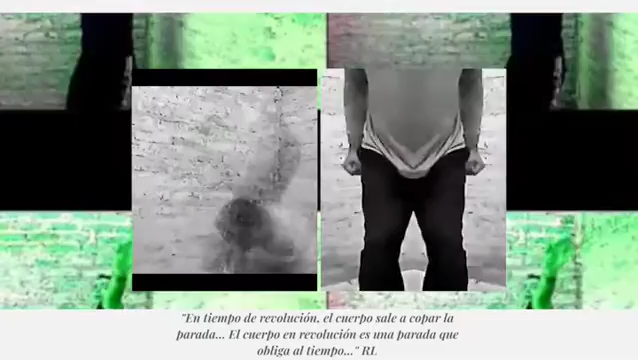 "En tiempo de revolución, el cuerpo sale a copar la
parada... El cuerpo en revolución es una parada que
obliga al tiempo..." RL